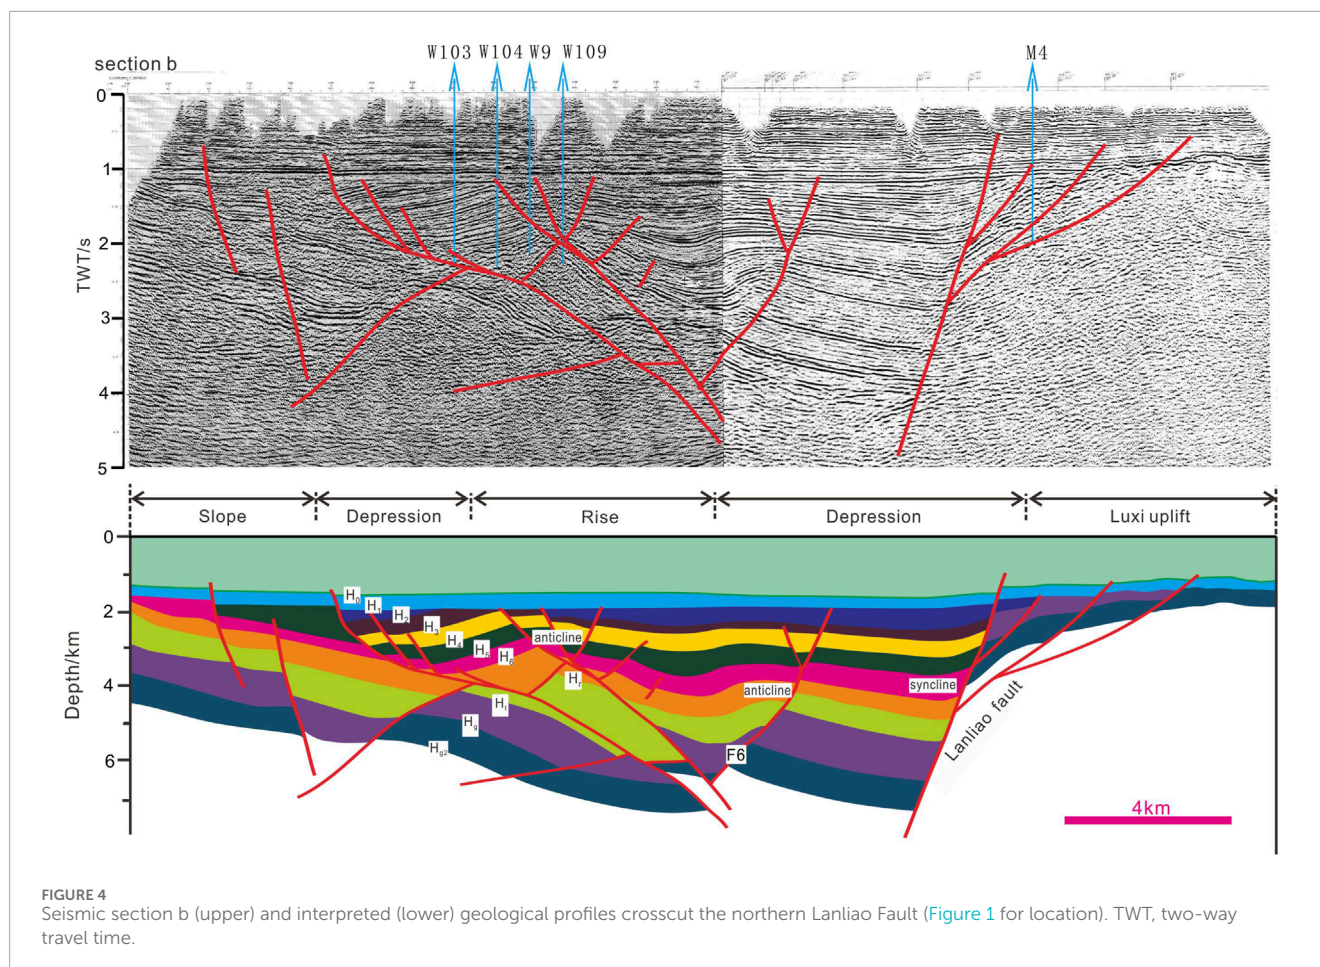 W103 W104 W9 W109 M4
section b
0
1
2
3
4
5
TWT/s
Slope Depression Rise Depression Luxi uplift
0
2
4
6
Depth/km
H0
H1
H2
H3
H4
H5
H6
anticline
Hr
Ht
Hg
Hg2
anticline
syncline
F6
Lanliao fault
4km
FIGURE 4
Seismic section b (upper) and interpreted (lower) geological profiles crosscut the northern Lanliao Fault (Figure 1 for location). TWT, two-way
travel time.